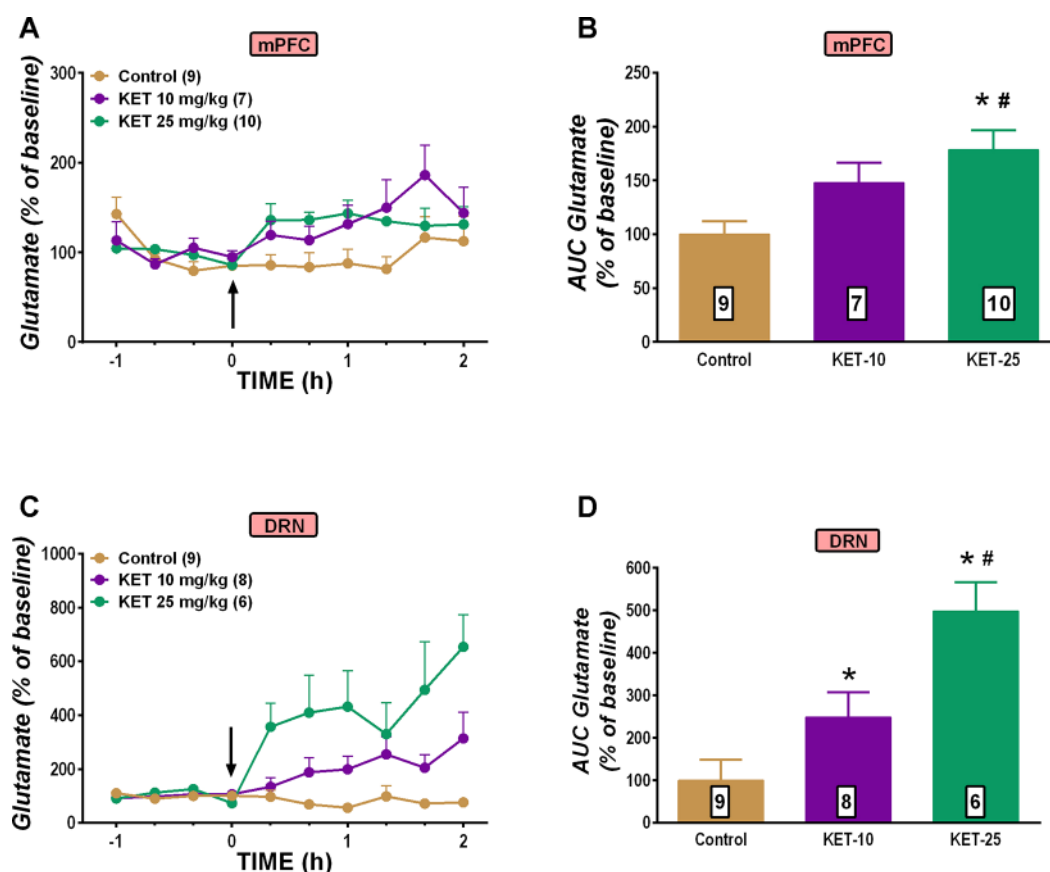 A
mPFC
Glutamate (% of baseline)
300
200
100
0
Control (9)
KET 10 mg/kg (7)
KET 25 mg/kg (10)
-1
0
1
2
TIME (h)
B
mPFC
AUC Glutamate
(% of baseline)
250
200
150
100
50
0
* #
9
7
10
Control
KET-10
KET-25
C
DRN
Glutamate (% of baseline)
1000
800
600
400
200
0
Control (9)
KET 10 mg/kg (8)
KET 25 mg/kg (6)
-1
0
1
2
TIME (h)
D
DRN
AUC Glutamate
(% of baseline)
600
500
400
300
200
100
0
*
* #
9
8
6
Control
KET-10
KET-25